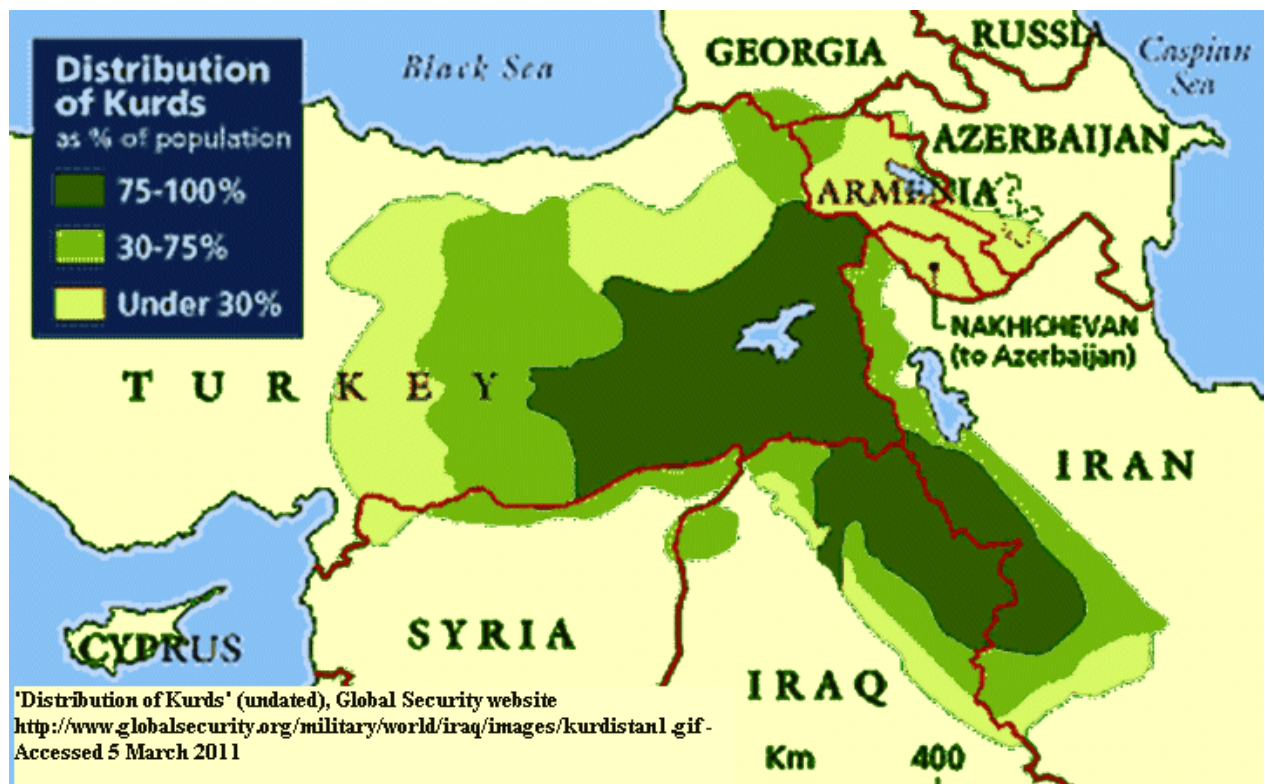 Distribution
of Kurds
as % of population
75-100%
30-75%
Under 30%
Black Sea
GEORGIA
RUSSIA
Caspian
Sea
AZERBAIJAN
ARMENIA
NAKHICHEVAN
(to Azerbaijan)
TURKEY
IRAN
SYRIA
CYPRUS
IRAQ
'Distribution of Kurds' (undated), Global Security website
http://www.globalsecurity.org/military/world/iraq/images/kurdistan1.gif -
Accessed 5 March 2011
Km 400